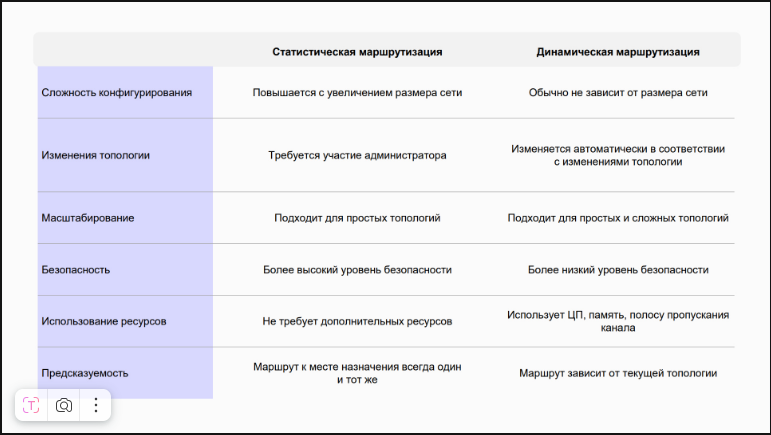 Статистическая маршрутизация
Динамическая маршрутизация
Сложность конфигурирования
Повышается с увеличением размера сети
Обычно не зависит от размера сети
Изменения топологии
Требуется участие администратора
Изменяется автоматически в соответствии
с изменениями топологии
Масштабирование
Подходит для простых топологий
Подходит для простых и сложных топологий
Безопасность
Более высокий уровень безопасности
Более низкий уровень безопасности
Использование ресурсов
Не требует дополнительных ресурсов
Использует ЦП, память, полосу пропускания
канала
Предсказуемость
Маршрут к месту назначения всегда один
и тот же
Маршрут зависит от текущей топологии